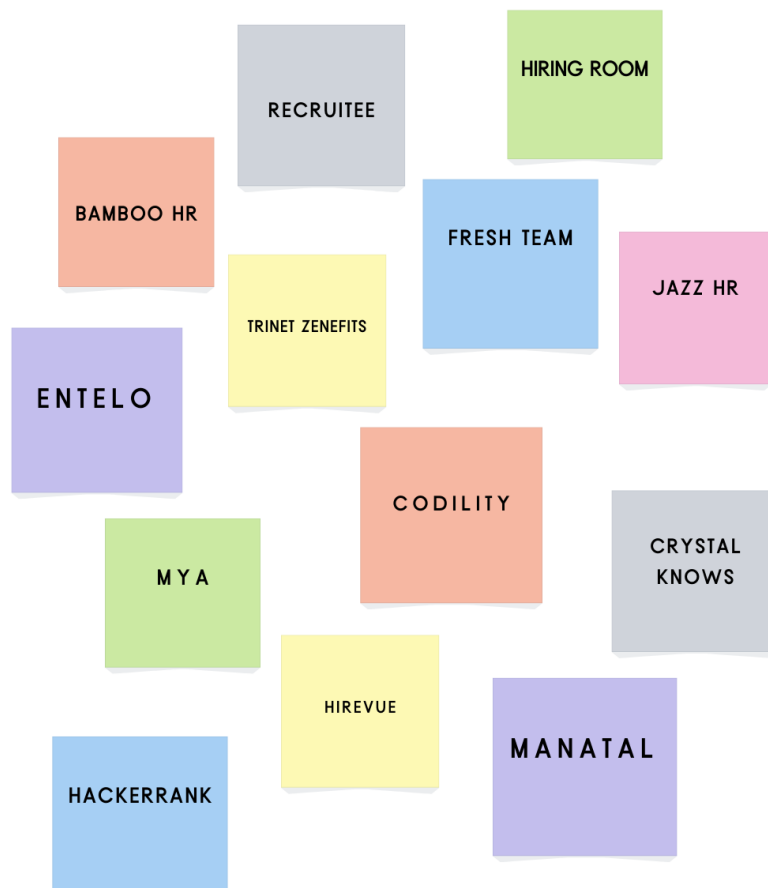 HIRING ROOM
RECRUITEE
BAMBOO HR
FRESH TEAM
JAZZ HR
TRINET ZENEFITS
ENTELO
CODILITY
CRYSTAL
KNOWS
MYA
HIREVUE
MANATAL
HACKERRANK